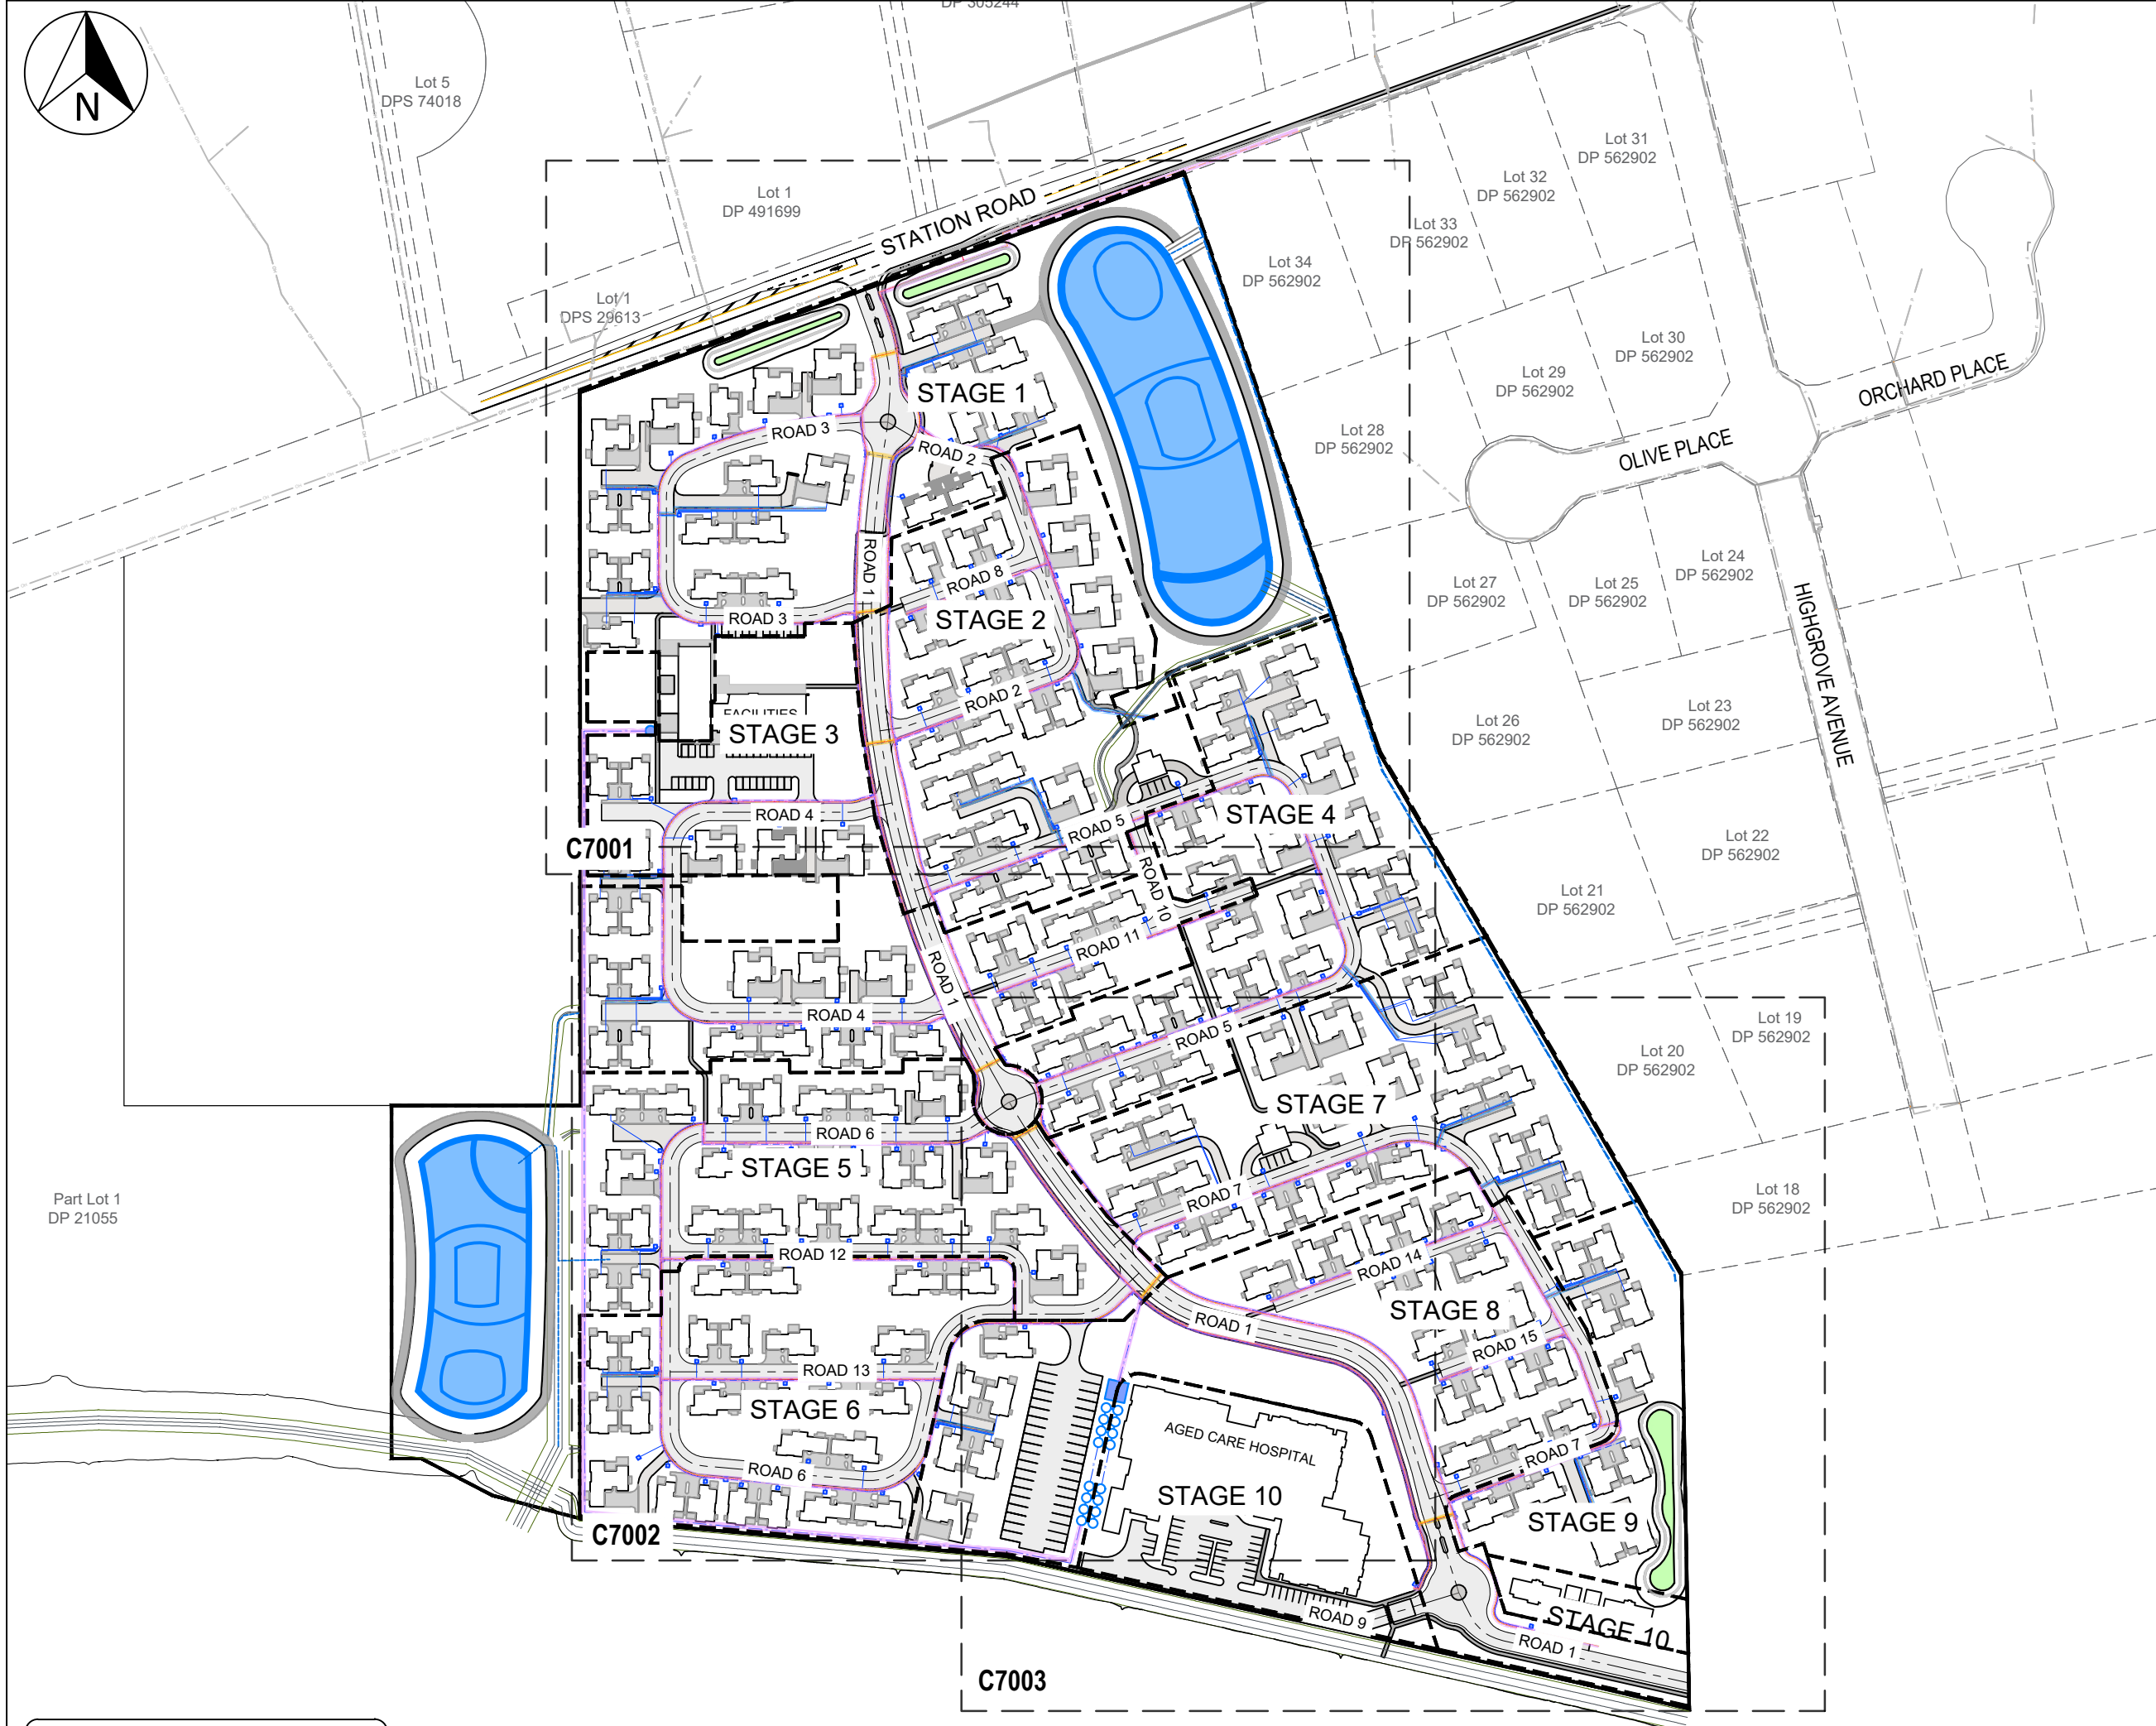 DP 305244
N
Lot 5
DPS 74018
Lot 31
DP 562902
Lot 32
DP 562902
Lot 1
DP 491699
STATION ROAD
Lot 33
DP 562902
Lot 34
DP 562902
Lot 1
DPS 29613
Lot 30
DP 562902
Lot 29
DP 562902
ORCHARD PLACE
STAGE 1
ROAD 3
Lot 28
DP 562902
OLIVE PLACE
ROAD 2
ROAD 1
ROAD 8
Lot 24
DP 562902
Lot 27
DP 562902
Lot 25
DP 562902
HIGHGROVE AVENUE
ROAD 3
STAGE 2
ROAD 2
FACILITIES
STAGE 3
Lot 23
DP 562902
Lot 26
DP 562902
ROAD 4
STAGE 4
ROAD 5
C7001
Lot 22
DP 562902
ROAD 10
Lot 21
DP 562902
ROAD 11
ROAD 1
ROAD 4
ROAD 5
Lot 19
DP 562902
Lot 20
DP 562902
STAGE 7
ROAD 6
STAGE 5
ROAD 7
Part Lot 1
DP 21055
Lot 18
DP 562902
ROAD 12
ROAD 14
STAGE 8
ROAD 1
ROAD 15
ROAD 13
STAGE 6
AGED CARE HOSPITAL
ROAD 7
ROAD 6
STAGE 10
STAGE 9
C7002
ROAD 9
STAGE 10
ROAD 1
C7003